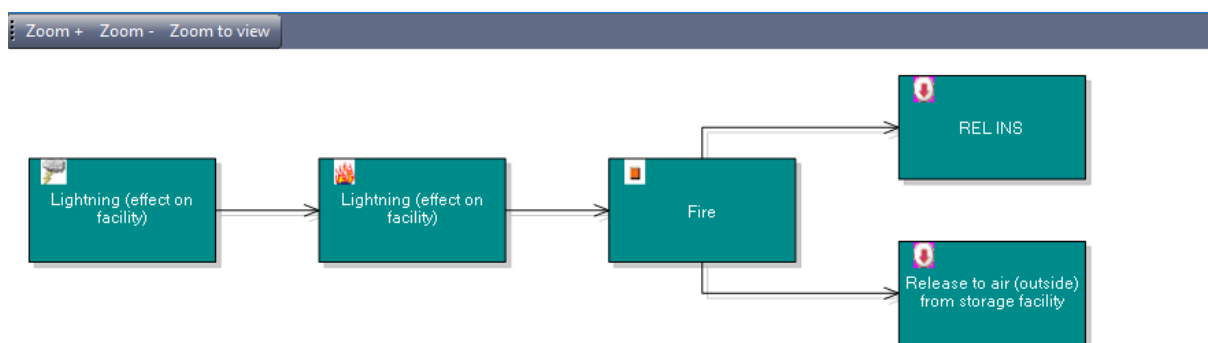 Zoom + Zoom - Zoom to view
REL INS
Lightning (effect on
facility)
Lightning (effect on
facility)
Fire
Release to air (outside)
from storage facility